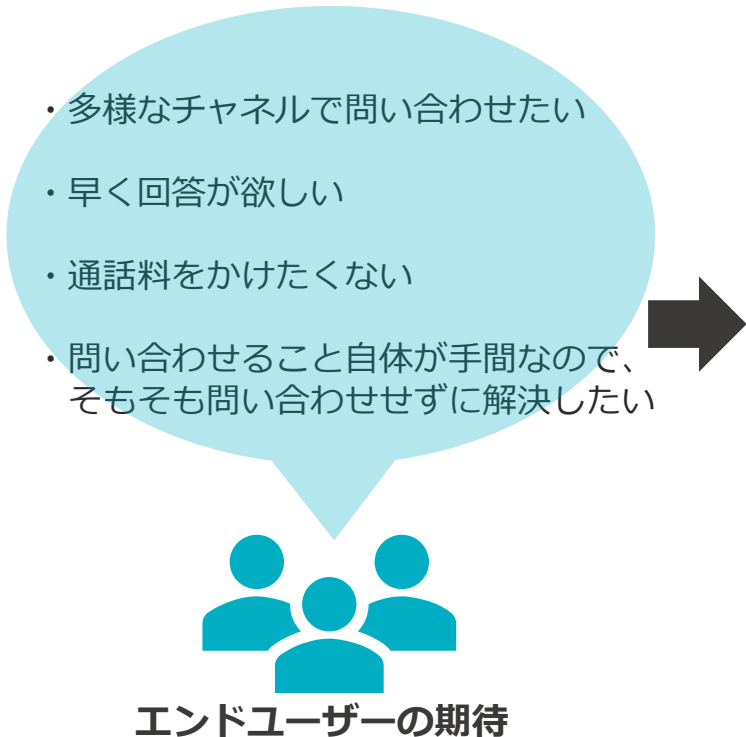 ・多様なチャネルで問い合わせたい
・早く回答が欲しい
・通話料をかけたくない
・問い合わせること自体が手間なので、
そもそも問い合わせせずに解決したい
エンドユーザーの期待